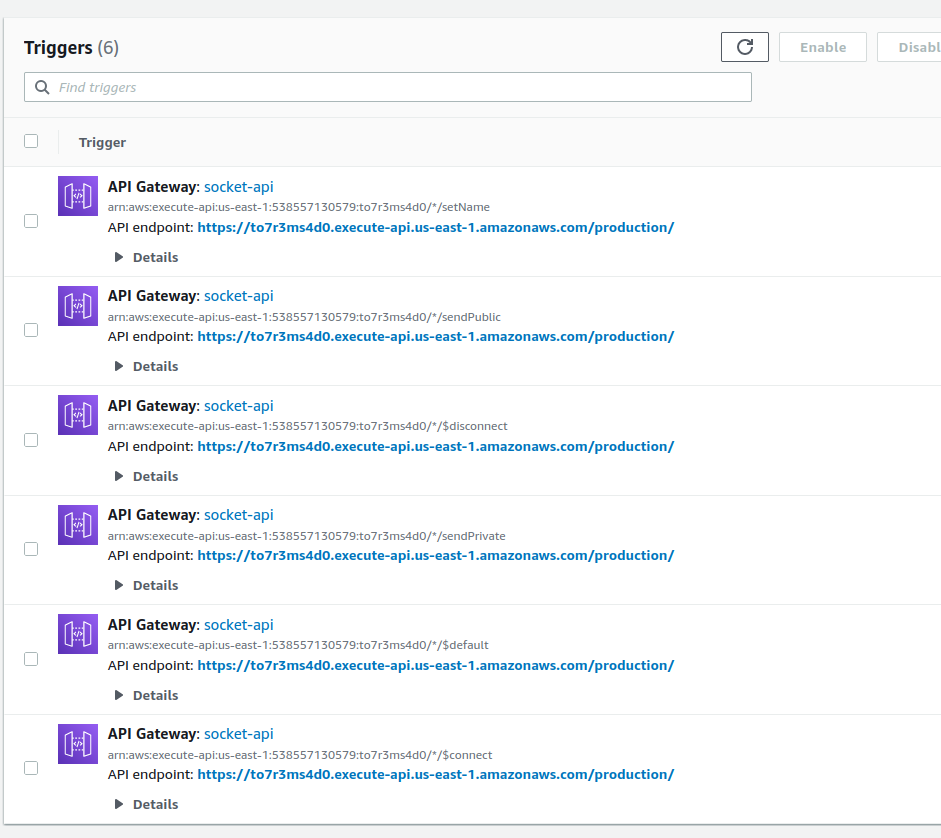 Triggers (6)
Enable
Disabl
Find triggers
Trigger
API Gateway: socket-api
arn:aws:execute-api:us-east-1:538557130579:to7r3ms4d0/*/setName
API endpoint: https://to7r3ms4d0.execute-api.us-east-1.amazonaws.com/production/
Details
API Gateway: socket-api
arn:aws:execute-api:us-east-1:538557130579:to7r3ms4d0/*/sendPublic
API endpoint: https://to7r3ms4d0.execute-api.us-east-1.amazonaws.com/production/
Details
API Gateway: socket-api
arn:aws:execute-api:us-east-1:538557130579:to7r3ms4d0/*/$disconnect
API endpoint: https://to7r3ms4d0.execute-api.us-east-1.amazonaws.com/production/
Details
API Gateway: socket-api
arn:aws:execute-api:us-east-1:538557130579:to7r3ms4d0/*/sendPrivate
API endpoint: https://to7r3ms4d0.execute-api.us-east-1.amazonaws.com/production/
Details
API Gateway: socket-api
arn:aws:execute-api:us-east-1:538557130579:to7r3ms4d0/*/$default
API endpoint: https://to7r3ms4d0.execute-api.us-east-1.amazonaws.com/production/
Details
API Gateway: socket-api
arn:aws:execute-api:us-east-1:538557130579:to7r3ms4d0/*/$connect
API endpoint: https://to7r3ms4d0.execute-api.us-east-1.amazonaws.com/production/
Details